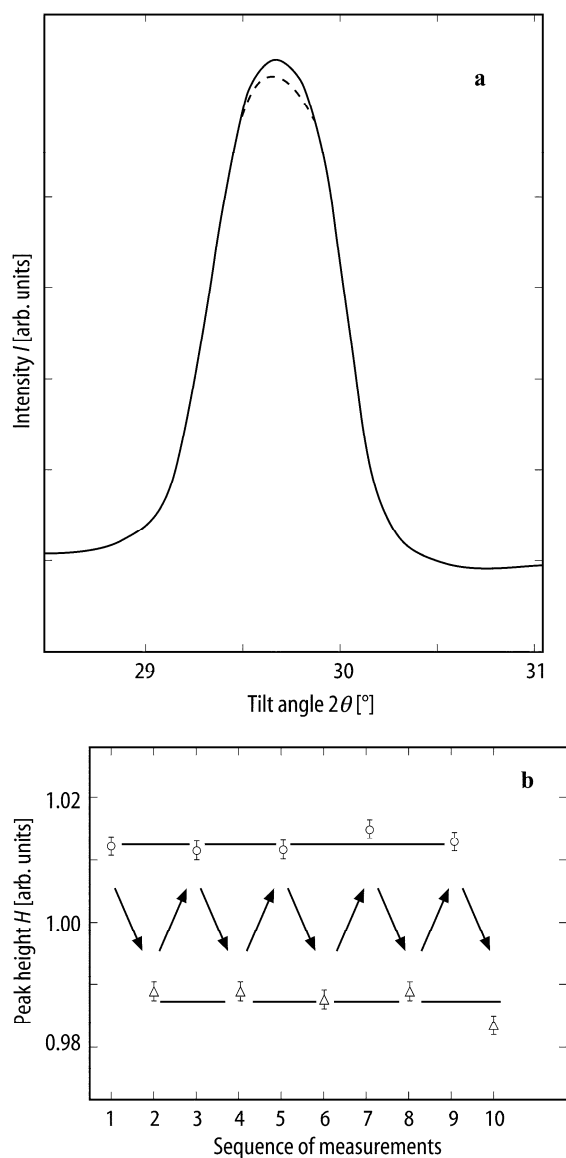 a
Intensity I [arb. units]
29
30
31
Tilt angle 2θ [°]
b
Peak height H [arb. units]
1.02
1.00
0.98
1 2 3 4 5 6 7 8 9 10
Sequence of measurements